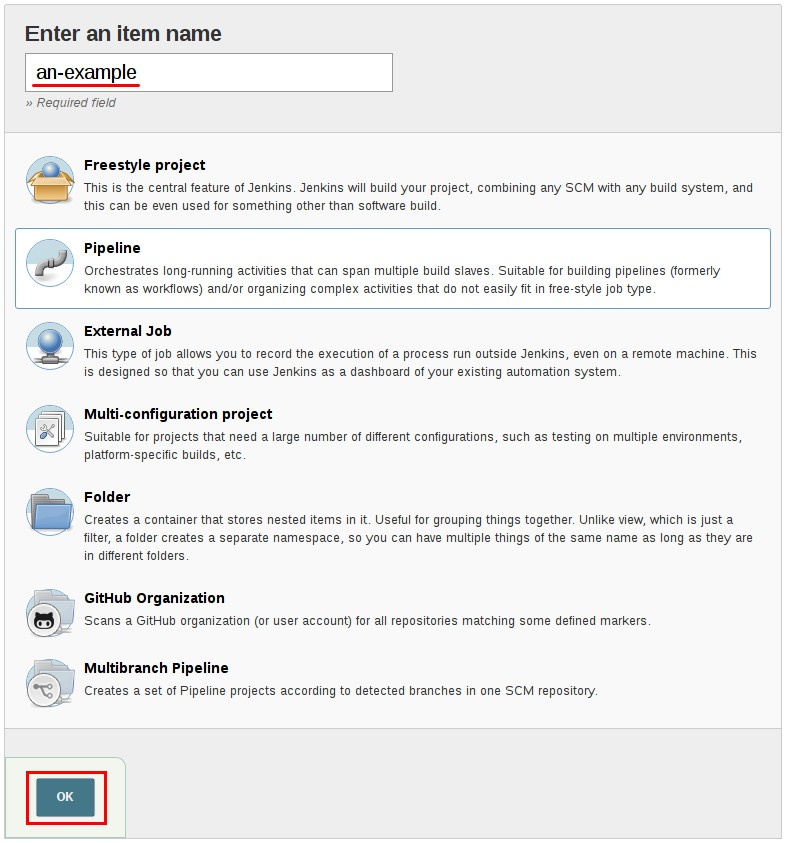 Enter an item name
an-example
» Required field
Freestyle project
This is the central feature of Jenkins. Jenkins will build your project, combining any SCM with any build system, and
this can be even used for something other than software build.
Pipeline
Orchestrates long-running activities that can span multiple build slaves. Suitable for building pipelines (formerly
known as workflows) and/or organizing complex activities that do not easily fit in free-style job type.
External Job
This type of job allows you to record the execution of a process run outside Jenkins, even on a remote machine. This
is designed so that you can use Jenkins as a dashboard of your existing automation system.
Multi-configuration project
Suitable for projects that need a large number of different configurations, such as testing on multiple environments,
platform-specific builds, etc.
Folder
Creates a container that stores nested items in it. Useful for grouping things together. Unlike view, which is just a
filter, a folder creates a separate namespace, so you can have multiple things of the same name as long as they are
in different folders.
GitHub Organization
Scans a GitHub organization (or user account) for all repositories matching some defined markers.
Multibranch Pipeline
Creates a set of Pipeline projects according to detected branches in one SCM repository.
OK